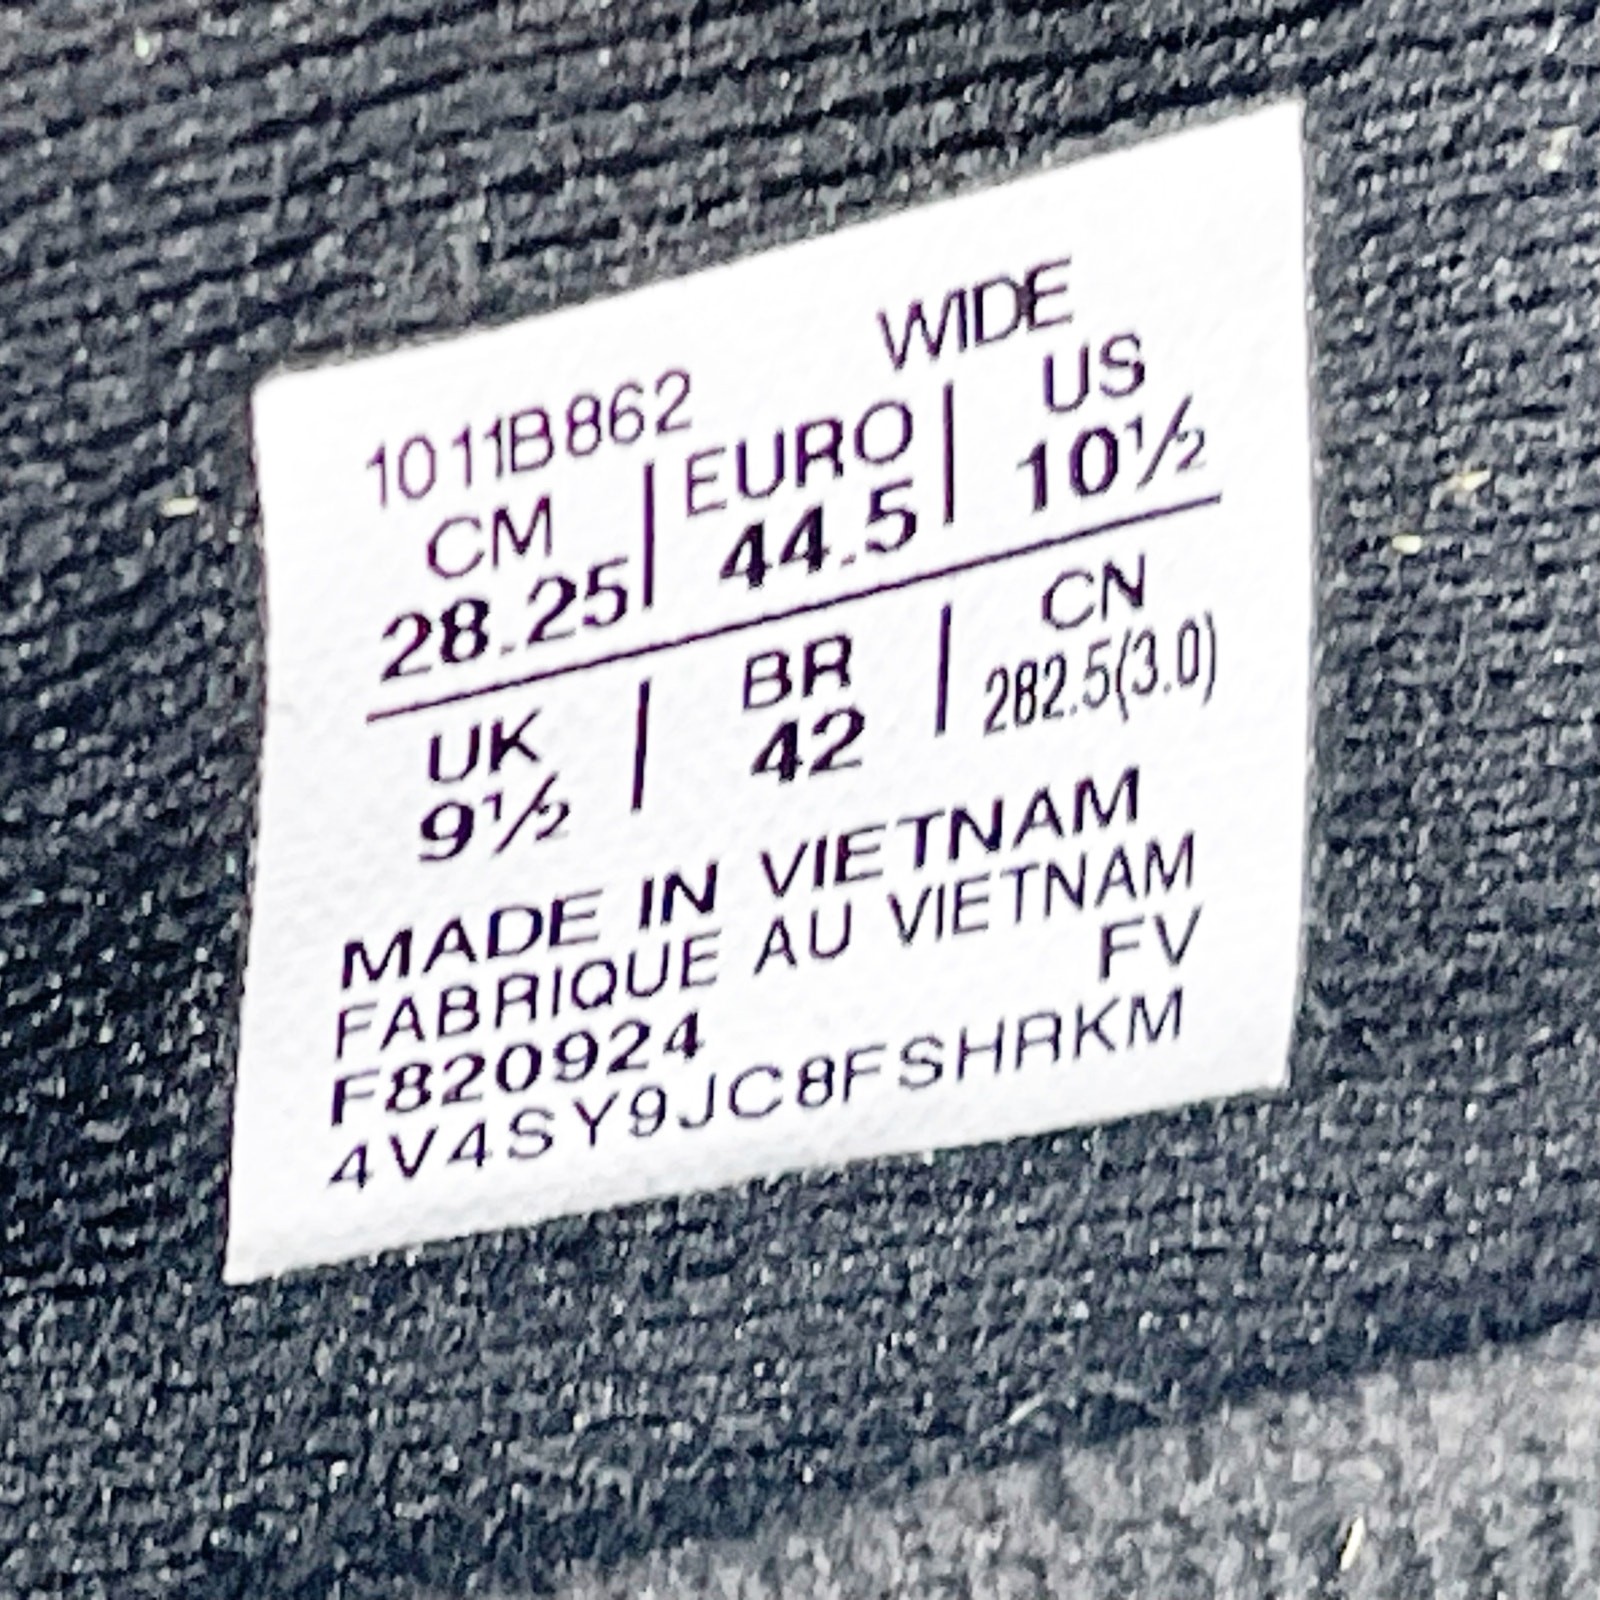 WIDE
1011B862
CM | EURO | US
28.25 | 44.5 | 10½
UK | BR | CN
9½ | 42 | 282.5(3.0)
MADE IN VIETNAM
FABRIQUE AU VIETNAM
FV
F820924
4V4SY9JC8FSHRKM